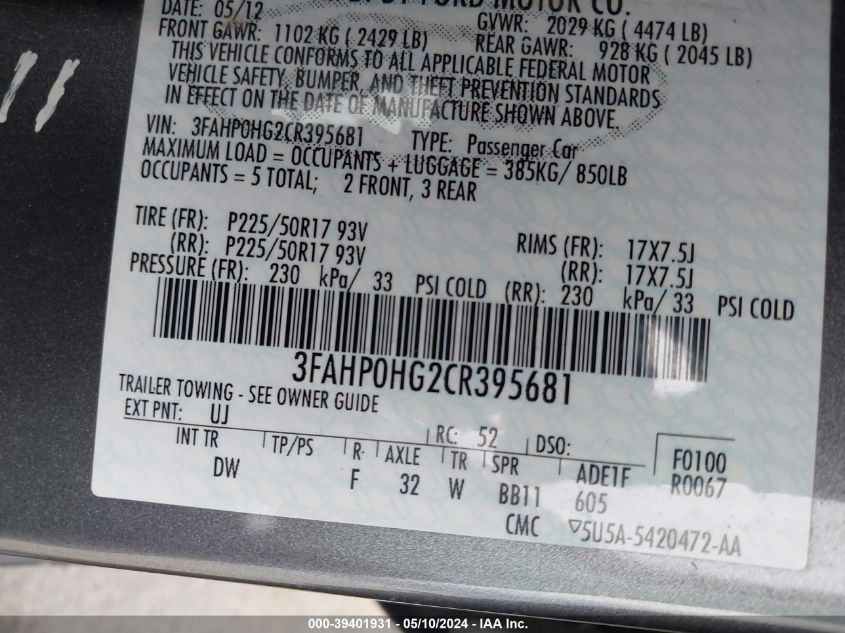 FORD MOTOR CO.
DATE: 05/12 GVWR: 2029 KG ( 4474 LB)
FRONT GAWR: 1102 KG ( 2429 LB) REAR GAWR: 928 KG ( 2045 LB)
THIS VEHICLE CONFORMS TO ALL APPLICABLE FEDERAL MOTOR
VEHICLE SAFETY, BUMPER, AND THEFT PREVENTION STANDARDS
IN EFFECT ON THE DATE OF MANUFACTURE SHOWN ABOVE.
VIN: 3FAHP0HG2CR395681 TYPE: Passenger Car
MAXIMUM LOAD = OCCUPANTS + LUGGAGE = 385KG/ 850LB
OCCUPANTS = 5 TOTAL; 2 FRONT, 3 REAR
TIRE (FR): P225/50R17 93V RIMS (FR): 17X7.5J
(RR): P225/50R17 93V (RR): 17X7.5J
PRESSURE (FR): 230 kPa/ 33 PSI COLD (RR): 230 kPa/ 33 PSI COLD
3FAHP0HG2CR395681
TRAILER TOWING - SEE OWNER GUIDE
EXT PNT: UJ RC: 52 DSO: F0100
INT TR TP/PS R AXLE TR SPR ADE1F R0067
DW F 32 W BB11 605
CMC ▽5U5A-5420472-AA
000-39401931 - 05/10/2024 - IAA Inc.